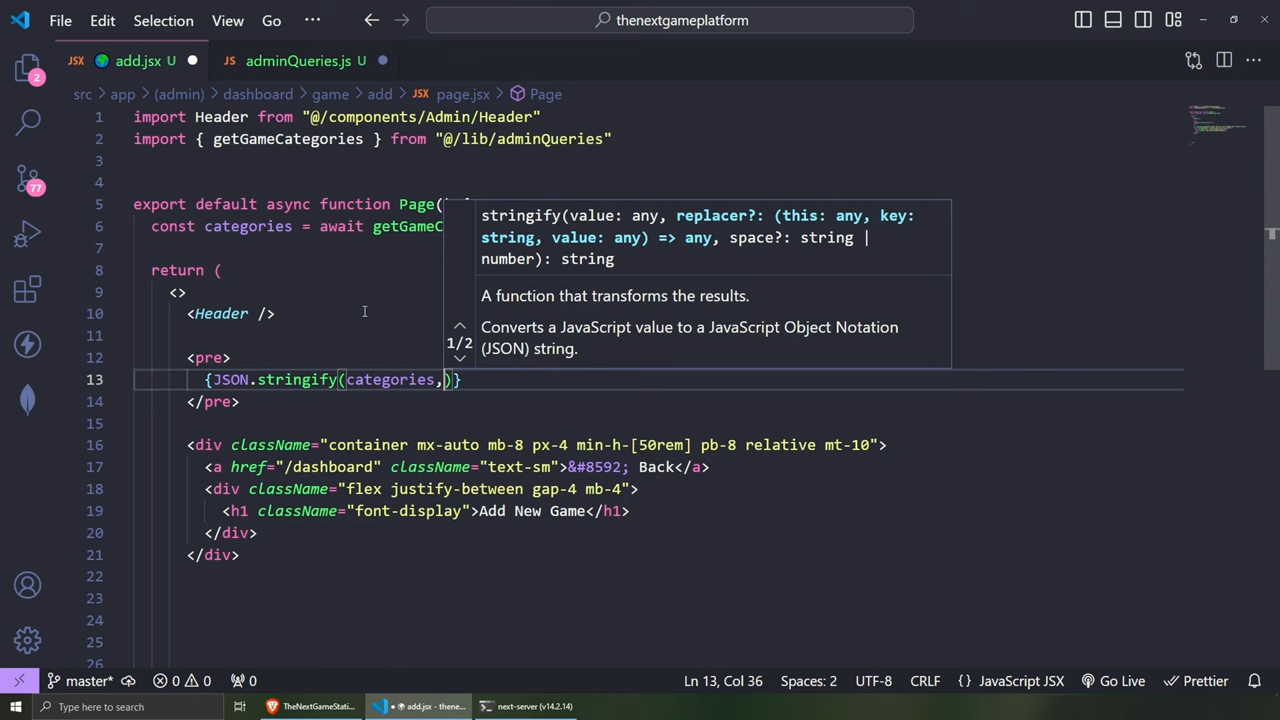 File Edit Selection View Go ··· ← → thenextgameplatform
JSX add.jsx U JS adminQueries.js U
src > app > (admin) > dashboard > game > add > JSX page.jsx > Page
1 import Header from "@/components/Admin/Header"
2 import { getGameCategories } from "@/lib/adminQueries"
3
4
5 export default async function Page(
6 const categories = await getGameC
7
8 return (
9 <>
10 <Header />
11
12 <pre>
13 {JSON.stringify(categories,)}
14 </pre>
15
16 <div className="container mx-auto mb-8 px-4 min-h-[50rem] pb-8 relative mt-10">
17 <a href="/dashboard" className="text-sm">&#8592; Back</a>
18 <div className="flex justify-between gap-4 mb-4">
19 <h1 className="font-display">Add New Game</h1>
20 </div>
21 </div>
22
23
24
25
26
stringify(value: any, replacer?: (this: any, key:
string, value: any) => any, space?: string |
number): string
A function that transforms the results.
1/2
Converts a JavaScript value to a JavaScript Object Notation
(JSON) string.
2
77
master* 0 0 0 Ln 13, Col 36 Spaces: 2 UTF-8 CRLF {} JavaScript JSX Go Live Prettier
Type here to search TheNextGameStati... add.jsx - thene... next-server (v14.2.14)